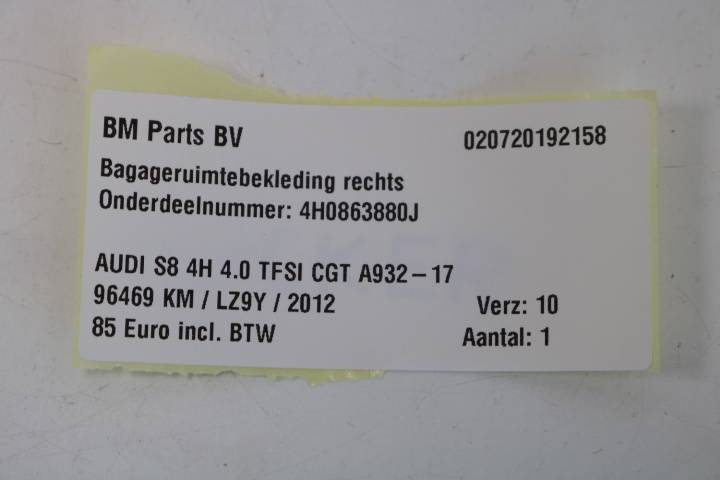 BM Parts BV 020720192158
Bagageruimtebekleding rechts
Onderdeelnummer: 4H0863880J
AUDI S8 4H 4.0 TFSI CGT A932-17
96469 KM / LZ9Y / 2012 Verz: 10
85 Euro incl. BTW Aantal: 1